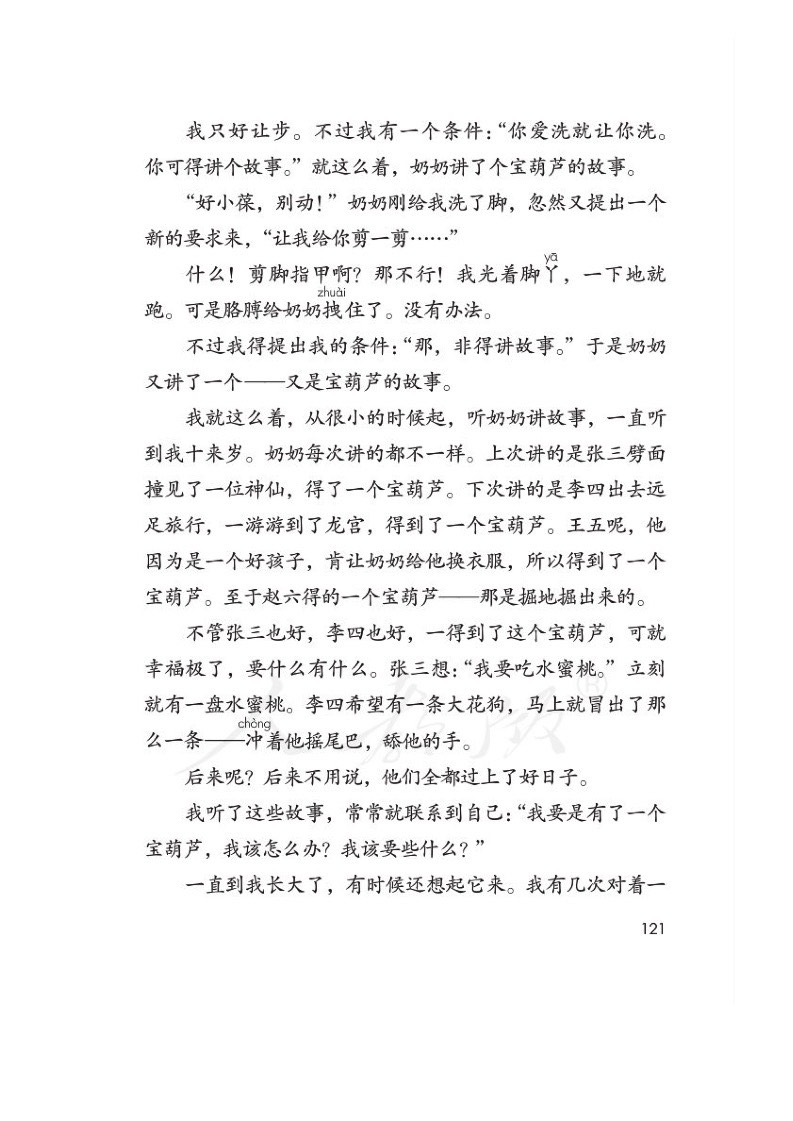 我只好让步。不过我有一个条件：“你爱洗就让你洗。
你可得讲个故事。”就这么着，奶奶讲了个宝葫芦的故事。
“好小葆，别动！”奶奶刚给我洗了脚，忽然又提出一个
新的要求来，“让我给你剪一剪……”
yā
什么！剪脚指甲啊？那不行！我光着脚丫，一下地就
zhuài
跑。可是胳膊给奶奶拽住了。没有办法。
不过我得提出我的条件：“那，非得讲故事。”于是奶奶
又讲了一个——又是宝葫芦的故事。
我就这么着，从很小的时候起，听奶奶讲故事，一直听
到我十来岁。奶奶每次讲的都不一样。上次讲的是张三劈面
撞见了一位神仙，得了一个宝葫芦。下次讲的是李四出去远
足旅行，一游游到了龙宫，得到了一个宝葫芦。王五呢，他
因为是一个好孩子，肯让奶奶给他换衣服，所以得到了一个
宝葫芦。至于赵六得的一个宝葫芦——那是掘地掘出来的。
不管张三也好，李四也好，一得到了这个宝葫芦，可就
幸福极了，要什么有什么。张三想：“我要吃水蜜桃。”立刻
就有一盘水蜜桃。李四希望有一条大花狗，马上就冒出了那
chòng
么一条——冲着他摇尾巴，舔他的手。
后来呢？后来不用说，他们全都过上了好日子。
我听了这些故事，常常就联系到自己：“我要是有了一个
宝葫芦，我该怎么办？我该要些什么？”
一直到我长大了，有时候还想起它来。我有几次对着一
121
人教版®